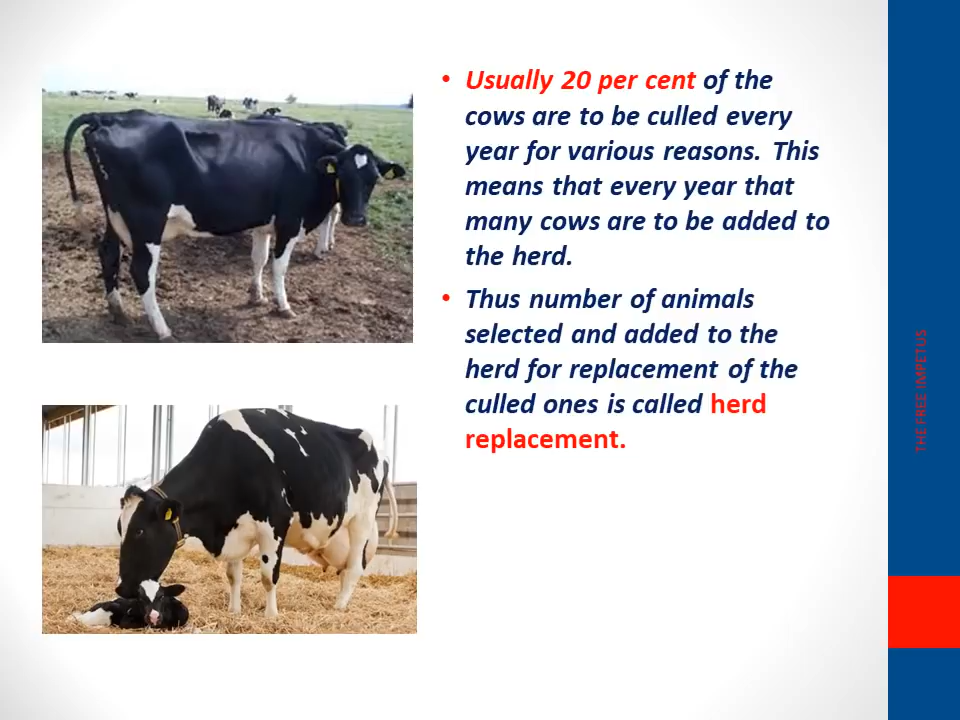 • Usually 20 per cent of the
cows are to be culled every
year for various reasons. This
means that every year that
many cows are to be added to
the herd.
• Thus number of animals
selected and added to the
herd for replacement of the
culled ones is called herd
replacement.
THE FREE IMPETUS.